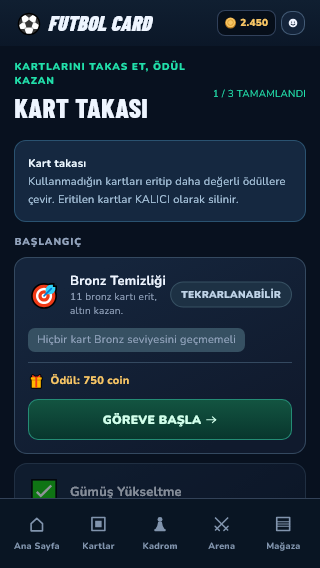 FUTBOL CARD
2.450
KARTLARINI TAKAS ET, ÖDÜL
KAZAN
KART TAKASI
1 / 3 TAMAMLANDI
Kart takası
Kullanmadığın kartları eritip daha değerli ödüllere
çevir. Eritilen kartlar KALICI olarak silinir.
BAŞLANGIÇ
Bronz Temizliği
11 bronz kartı erit,
altın kazan.
TEKRARLANABİLİR
Hiçbir kart Bronz seviyesini geçmemeli
Ödül: 750 coin
GÖREVE BAŞLA →
Gümüş Yükseltme
Ana Sayfa
Kartlar
Kadrom
Arena
Mağaza